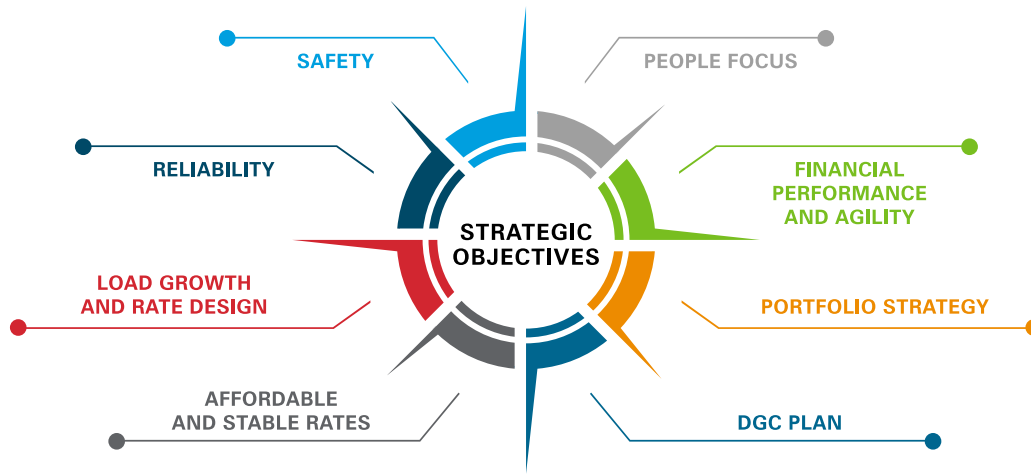 SAFETY
PEOPLE FOCUS
RELIABILITY
FINANCIAL
PERFORMANCE
AND AGILITY
STRATEGIC
OBJECTIVES
LOAD GROWTH
AND RATE DESIGN
PORTFOLIO STRATEGY
AFFORDABLE
AND STABLE RATES
DGC PLAN